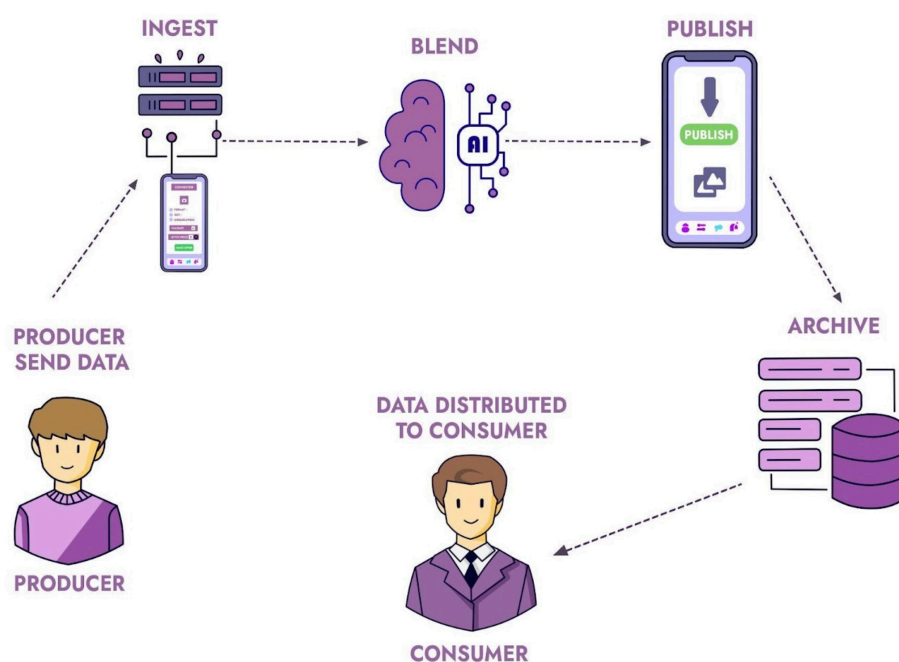 INGEST
BLEND
PUBLISH
AI
PUBLISH
PRODUCER
SEND DATA
ARCHIVE
DATA DISTRIBUTED
TO CONSUMER
PRODUCER
CONSUMER